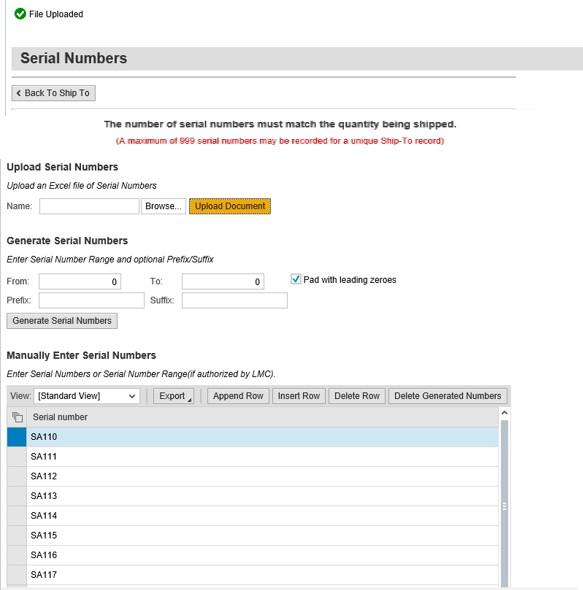 File Uploaded
Serial Numbers
Back To Ship To
The number of serial numbers must match the quantity being shipped.
(A maximum of 999 serial numbers may be recorded for a unique Ship-To record)
Upload Serial Numbers
Upload an Excel file of Serial Numbers
Name: Browse... Upload Document
Generate Serial Numbers
Enter Serial Number Range and optional Prefix/Suffix
From: 0 To: 0 Pad with leading zeroes
Prefix: Suffix:
Generate Serial Numbers
Manually Enter Serial Numbers
Enter Serial Numbers or Serial Number Range(if authorized by LMC).
View: [Standard View] Export Append Row Insert Row Delete Row Delete Generated Numbers
Serial number
SA110
SA111
SA112
SA113
SA114
SA115
SA116
SA117